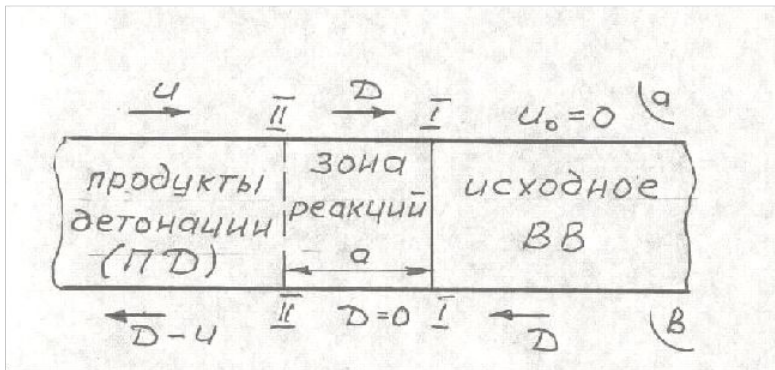 u II D I u₀ = 0 а
продукты детонации (ПД)
зона реакций
а
исходное ВВ
D-u II D=0 I D В